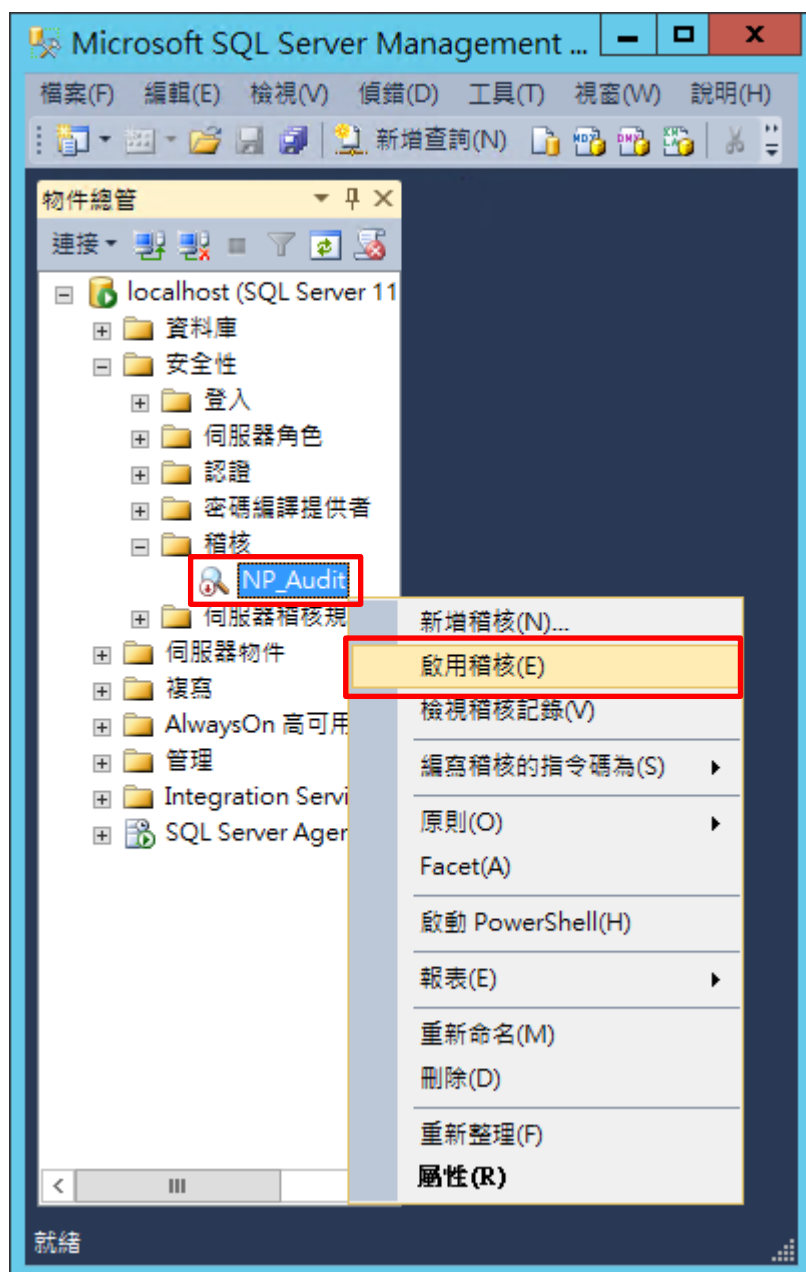 Microsoft SQL Server Management ...
檔案(F) 編輯(E) 檢視(V) 偵錯(D) 工具(T) 視窗(W) 說明(H)
新增查詢(N)
物件總管
連接
localhost (SQL Server 11
資料庫
安全性
登入
伺服器角色
認證
密碼編譯提供者
稽核
NP_Audit
伺服器稽核規
伺服器物件
複寫
AlwaysOn 高可用
管理
Integration Servi
SQL Server Agen
新增稽核(N)...
啟用稽核(E)
檢視稽核記錄(V)
編寫稽核的指令碼為(S)
原則(O)
Facet(A)
啟動 PowerShell(H)
報表(E)
重新命名(M)
刪除(D)
重新整理(F)
屬性(R)
就緒